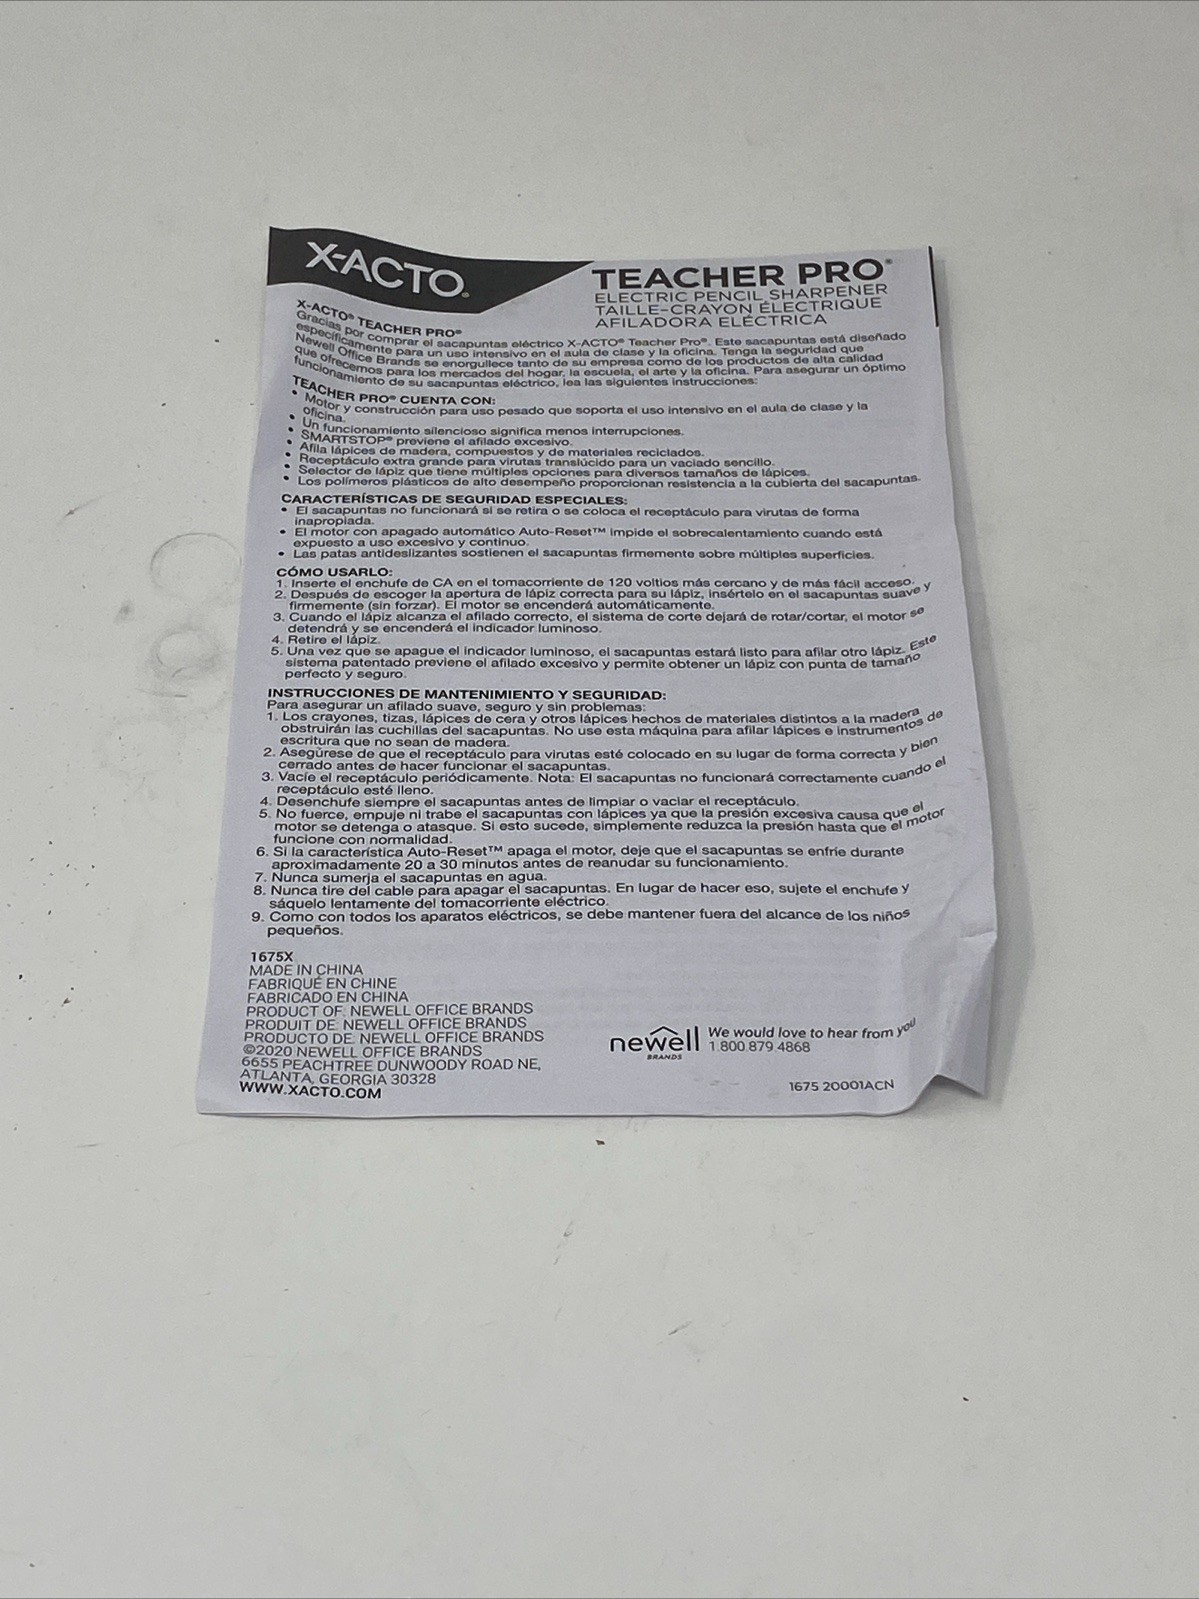 X-ACTO®
TEACHER PRO®
ELECTRIC PENCIL SHARPENER
TAILLE-CRAYON ÉLECTRIQUE
AFILADORA ELÉCTRICA
X-ACTO® TEACHER PRO®
Gracias por comprar el sacapuntas eléctrico X-ACTO® Teacher Pro®. Este sacapuntas está diseñado
específicamente para un uso intensivo en el aula de clase y la oficina. Tenga la seguridad que
Newell Office Brands se enorgullece tanto de su empresa como de los productos de alta calidad
que ofrecemos para los mercados del hogar, la escuela, el arte y la oficina. Para asegurar un óptimo
funcionamiento de su sacapuntas eléctrico, lea las siguientes instrucciones:
TEACHER PRO® CUENTA CON:
• Motor y construcción para uso pesado que soporta el uso intensivo en el aula de clase y la
oficina.
• Un funcionamiento silencioso significa menos interrupciones.
• SMARTSTOP® previene el afilado excesivo.
• Afila lápices de madera, compuestos y de materiales reciclados.
• Receptáculo extra grande para virutas translúcido para un vaciado sencillo.
• Selector de lápiz que tiene múltiples opciones para diversos tamaños de lápices.
• Los polímeros plásticos de alto desempeño proporcionan resistencia a la cubierta del sacapuntas.
CARACTERÍSTICAS DE SEGURIDAD ESPECIALES:
• El sacapuntas no funcionará si se retira o se coloca el receptáculo para virutas de forma
inapropiada.
• El motor con apagado automático Auto-Reset™ impide el sobrecalentamiento cuando está
expuesto a uso excesivo y continuo.
• Las patas antideslizantes sostienen el sacapuntas firmemente sobre múltiples superficies.
CÓMO USARLO:
1. Inserte el enchufe de CA en el tomacorriente de 120 voltios más cercano y de más fácil acceso.
2. Después de escoger la apertura de lápiz correcta para su lápiz, insértelo en el sacapuntas suave y
firmemente (sin forzar). El motor se encenderá automáticamente.
3. Cuando el lápiz alcanza el afilado correcto, el sistema de corte dejará de rotar/cortar, el motor se
detendrá y se encenderá el indicador luminoso.
4. Retire el lápiz.
5. Una vez que se apague el indicador luminoso, el sacapuntas estará listo para afilar otro lápiz. Este
sistema patentado previene el afilado excesivo y permite obtener un lápiz con punta de tamaño
perfecto y seguro.
INSTRUCCIONES DE MANTENIMIENTO Y SEGURIDAD:
Para asegurar un afilado suave, seguro y sin problemas:
1. Los crayones, tizas, lápices de cera y otros lápices hechos de materiales distintos a la madera
obstruirán las cuchillas del sacapuntas. No use esta máquina para afilar lápices e instrumentos de
escritura que no sean de madera.
2. Asegúrese de que el receptáculo para virutas esté colocado en su lugar de forma correcta y bien
cerrado antes de hacer funcionar el sacapuntas.
3. Vacíe el receptáculo periódicamente. Nota: El sacapuntas no funcionará correctamente cuando el
receptáculo esté lleno.
4. Desenchufe siempre el sacapuntas antes de limpiar o vaciar el receptáculo.
5. No fuerce, empuje ni trabe el sacapuntas con lápices ya que la presión excesiva causa que el
motor se detenga o atasque. Si esto sucede, simplemente reduzca la presión hasta que el motor
funcione con normalidad.
6. Si la característica Auto-Reset™ apaga el motor, deje que el sacapuntas se enfríe durante
aproximadamente 20 a 30 minutos antes de reanudar su funcionamiento.
7. Nunca sumerja el sacapuntas en agua.
8. Nunca tire del cable para apagar el sacapuntas. En lugar de hacer eso, sujete el enchufe y
sáquelo lentamente del tomacorriente eléctrico.
9. Como con todos los aparatos eléctricos, se debe mantener fuera del alcance de los niños
pequeños.
1675X
MADE IN CHINA
FABRIQUÉ EN CHINE
FABRICADO EN CHINA
PRODUCT OF: NEWELL OFFICE BRANDS
PRODUIT DE: NEWELL OFFICE BRANDS
PRODUCTO DE: NEWELL OFFICE BRANDS
©2020 NEWELL OFFICE BRANDS
6655 PEACHTREE DUNWOODY ROAD NE,
ATLANTA, GEORGIA 30328
WWW.XACTO.COM
newell
BRANDS
We would love to hear from you
1.800.879.4868
1675 20001ACN